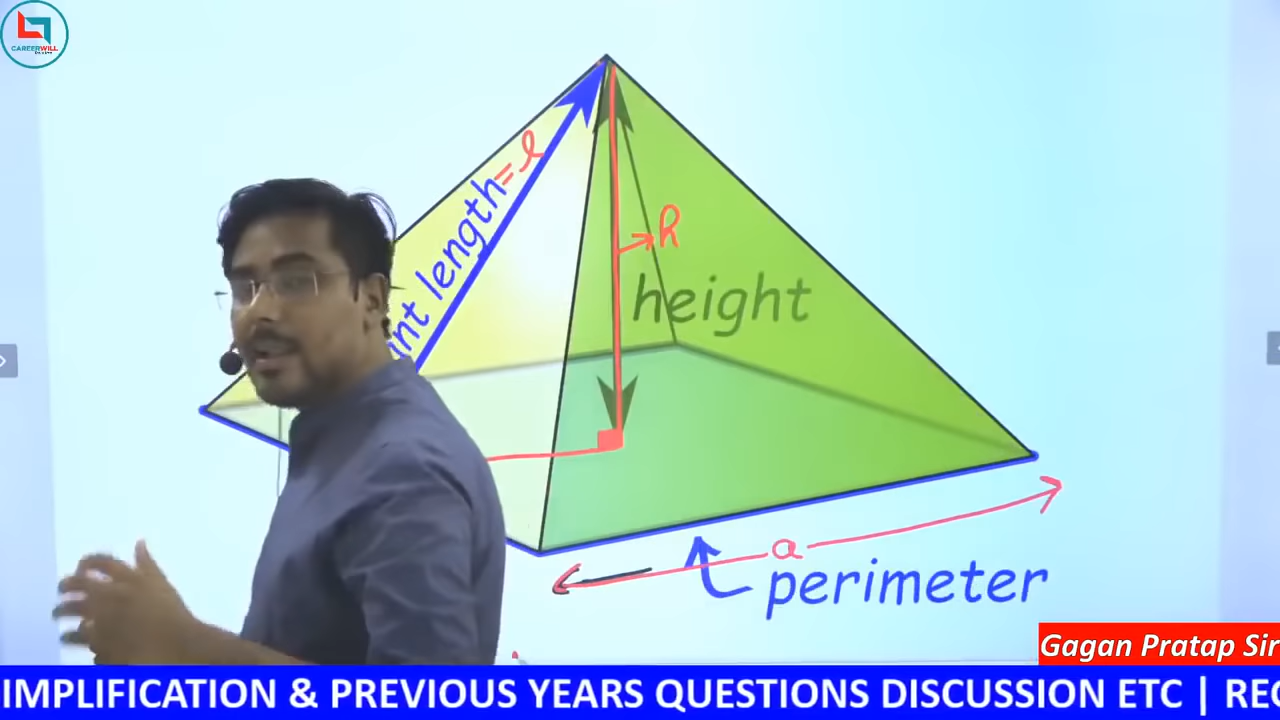 CAREERWILL
ant length = l
h
height
a
perimeter
Gagan Pratap Sir
IMPLIFICATION & PREVIOUS YEARS QUESTIONS DISCUSSION ETC | REC